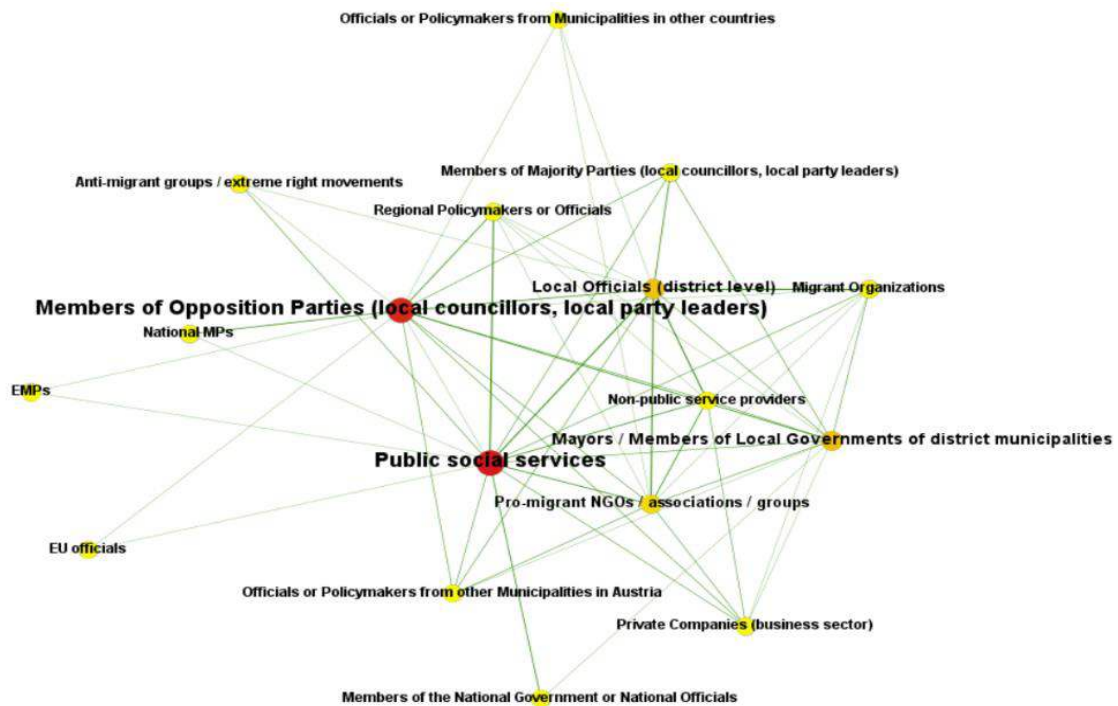 Officials or Policymakers from Municipalities in other countries
Members of Majority Parties (local councillors, local party leaders)
Anti-migrant groups / extreme right movements
Regional Policymakers or Officials
Local Officials (district level)
Migrant Organizations
Members of Opposition Parties (local councillors, local party leaders)
National MPs
EMPs
Non-public service providers
Mayors / Members of Local Governments of district municipalities
Public social services
Pro-migrant NGOs / associations / groups
EU officials
Officials or Policymakers from other Municipalities in Austria
Private Companies (business sector)
Members of the National Government or National Officials